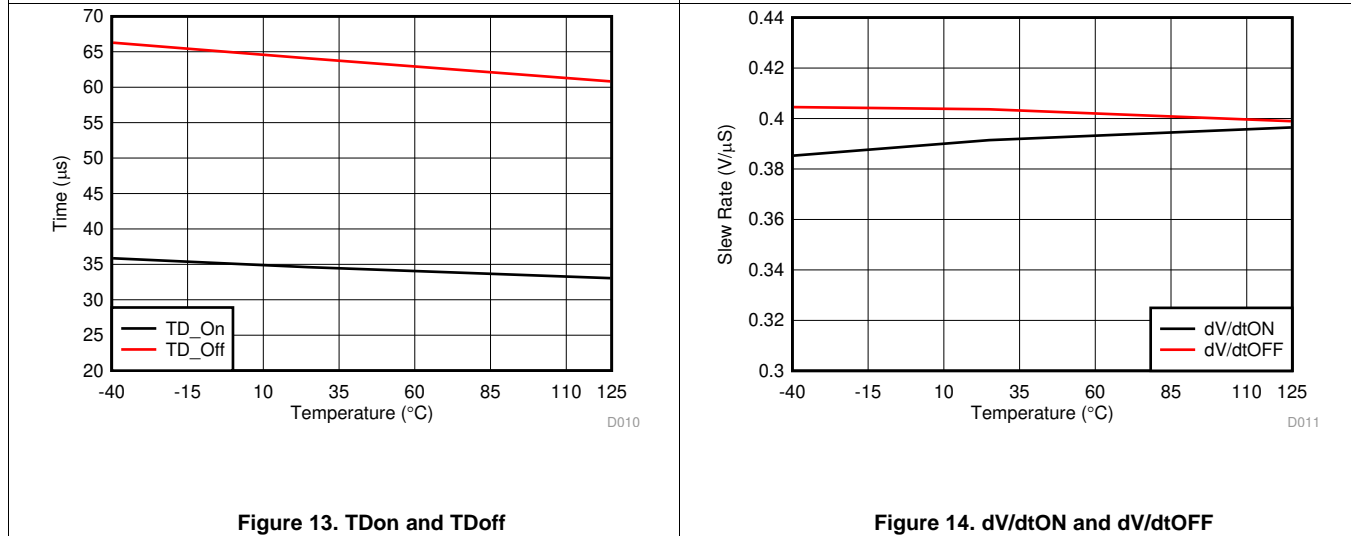 70
65
60
55
50
45
40
35
30
25
20
Time (μs)
TD_On
TD_Off
-40 -15 10 35 60 85 110 125
Temperature (°C)
D010
Figure 13. TDon and TDoff
0.44
0.42
0.4
0.38
0.36
0.34
0.32
0.3
Slew Rate (V/μS)
dV/dtON
dV/dtOFF
-40 -15 10 35 60 85 110 125
Temperature (°C)
D011
Figure 14. dV/dtON and dV/dtOFF